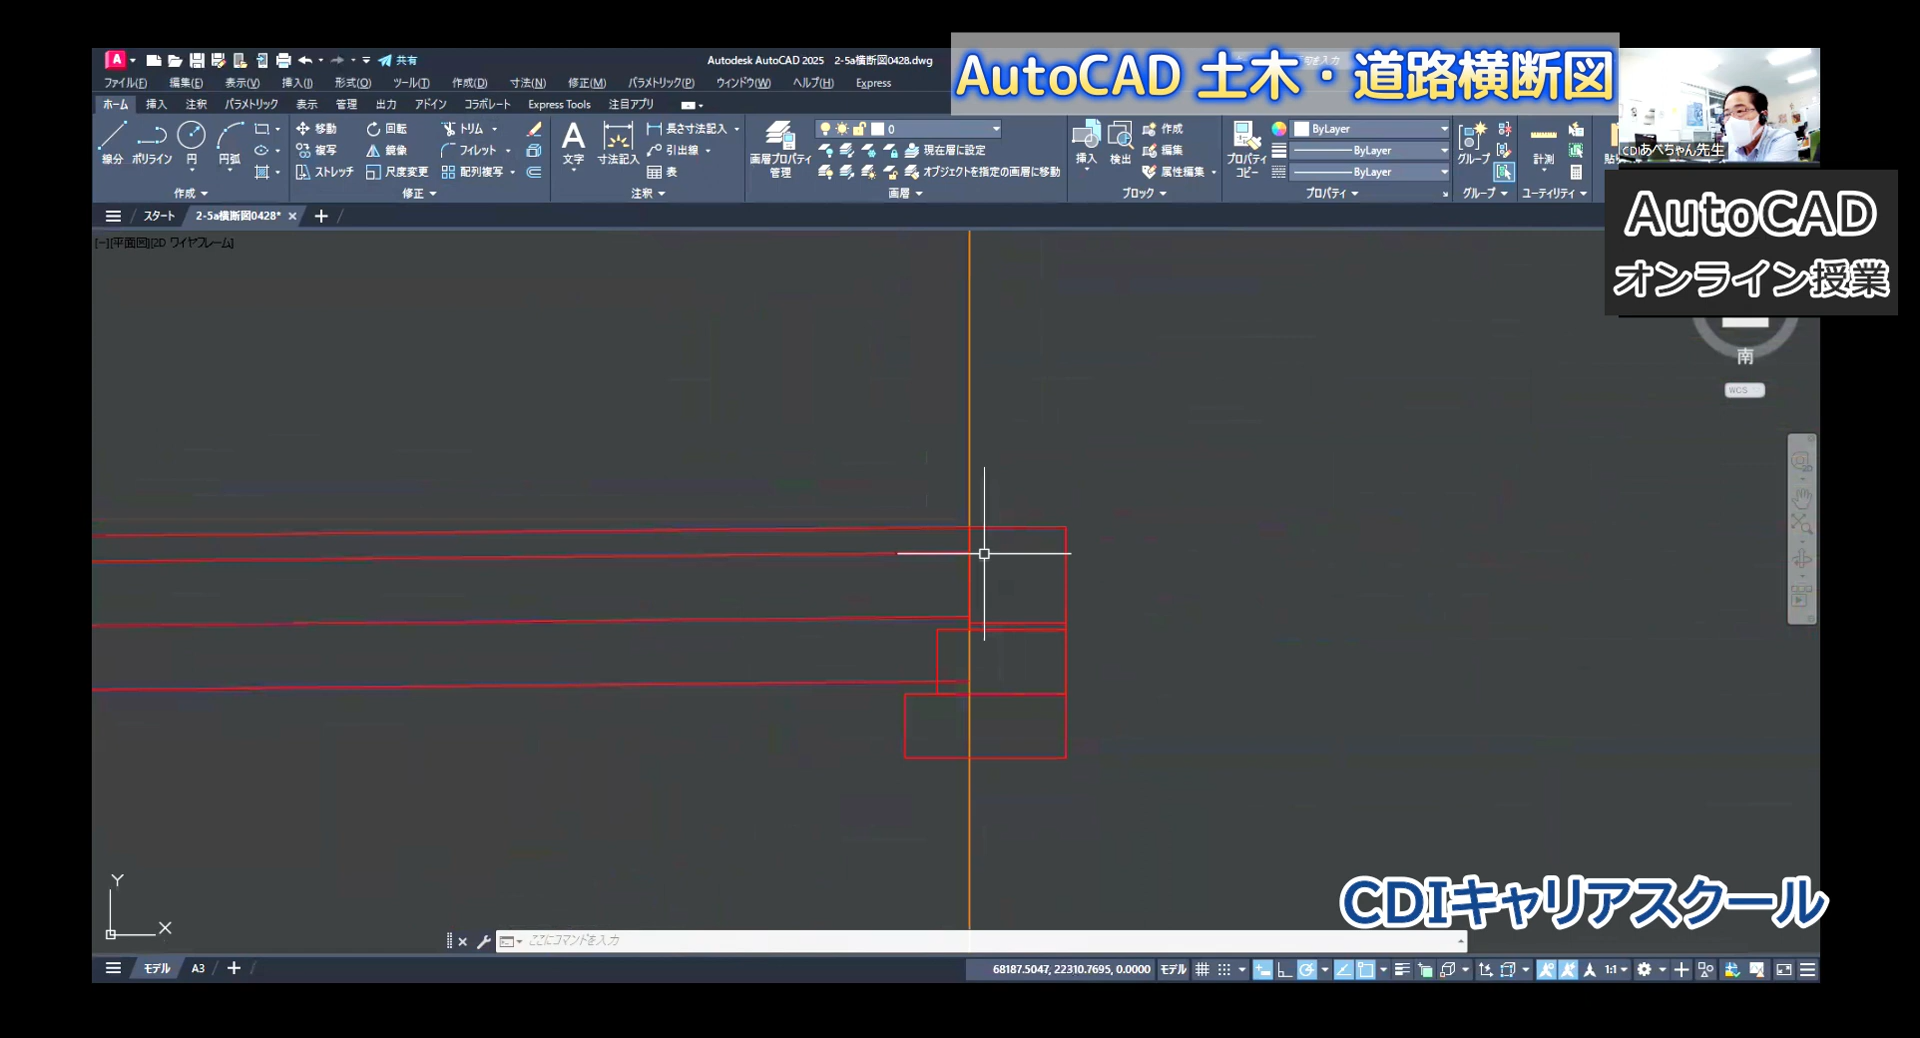 共有
Autodesk AutoCAD 2025 2-5a横断図0428.dwg
AutoCAD 土木・道路横断図
ファイル(F) 編集(E) 表示(V) 挿入(I) 形式(O) ツール(T) 作成(D) 寸法(N) 修正(M) パラメトリック(P) ウィンドウ(W) ヘルプ(H) Express
ホーム 挿入 注釈 パラメトリック 表示 管理 出力 アドイン コラボレート Express Tools 注目アプリ
移動 回転 トリム 長さ寸法記入 0 作成 ByLayer
線分 ポリライン 円 円弧 複写 鏡像 フィレット 文字 寸法記入 引出線 画層プロパティ管理 現在層に設定 挿入 検出 編集 プロパティコピー ByLayer グループ 計測
ストレッチ 尺度変更 配列複写 表 オブジェクトを指定の画層に移動 属性編集 ByLayer
作成 修正 注釈 画層 ブロック プロパティ グループ ユーティリティ
CDIあべちゃん先生
スタート 2-5a横断図0428*
[−][平面図][2D ワイヤフレーム]
AutoCAD
オンライン授業
南
WCS
Y
X
CDIキャリアスクール
ここにコマンドを入力
モデル A3
68187.5047, 22310.7695, 0.0000 モデル 1:1